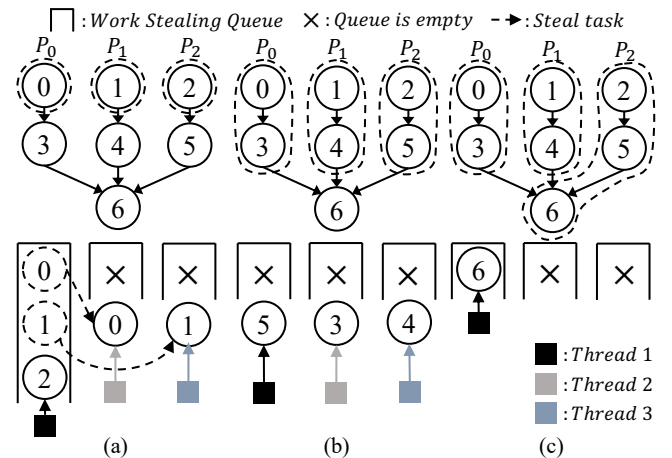 : Work Stealing Queue × : Queue is empty : Steal task
P0 P1 P2 P0 P1 P2 P0 P1 P2
0 1 2 0 1 2 0 1 2
3 4 5 3 4 5 3 4 5
6 6 6
0 × × × × × 6 × ×
1 0 1 5 3 4
2
: Thread 1
: Thread 2
: Thread 3
(a) (b) (c)